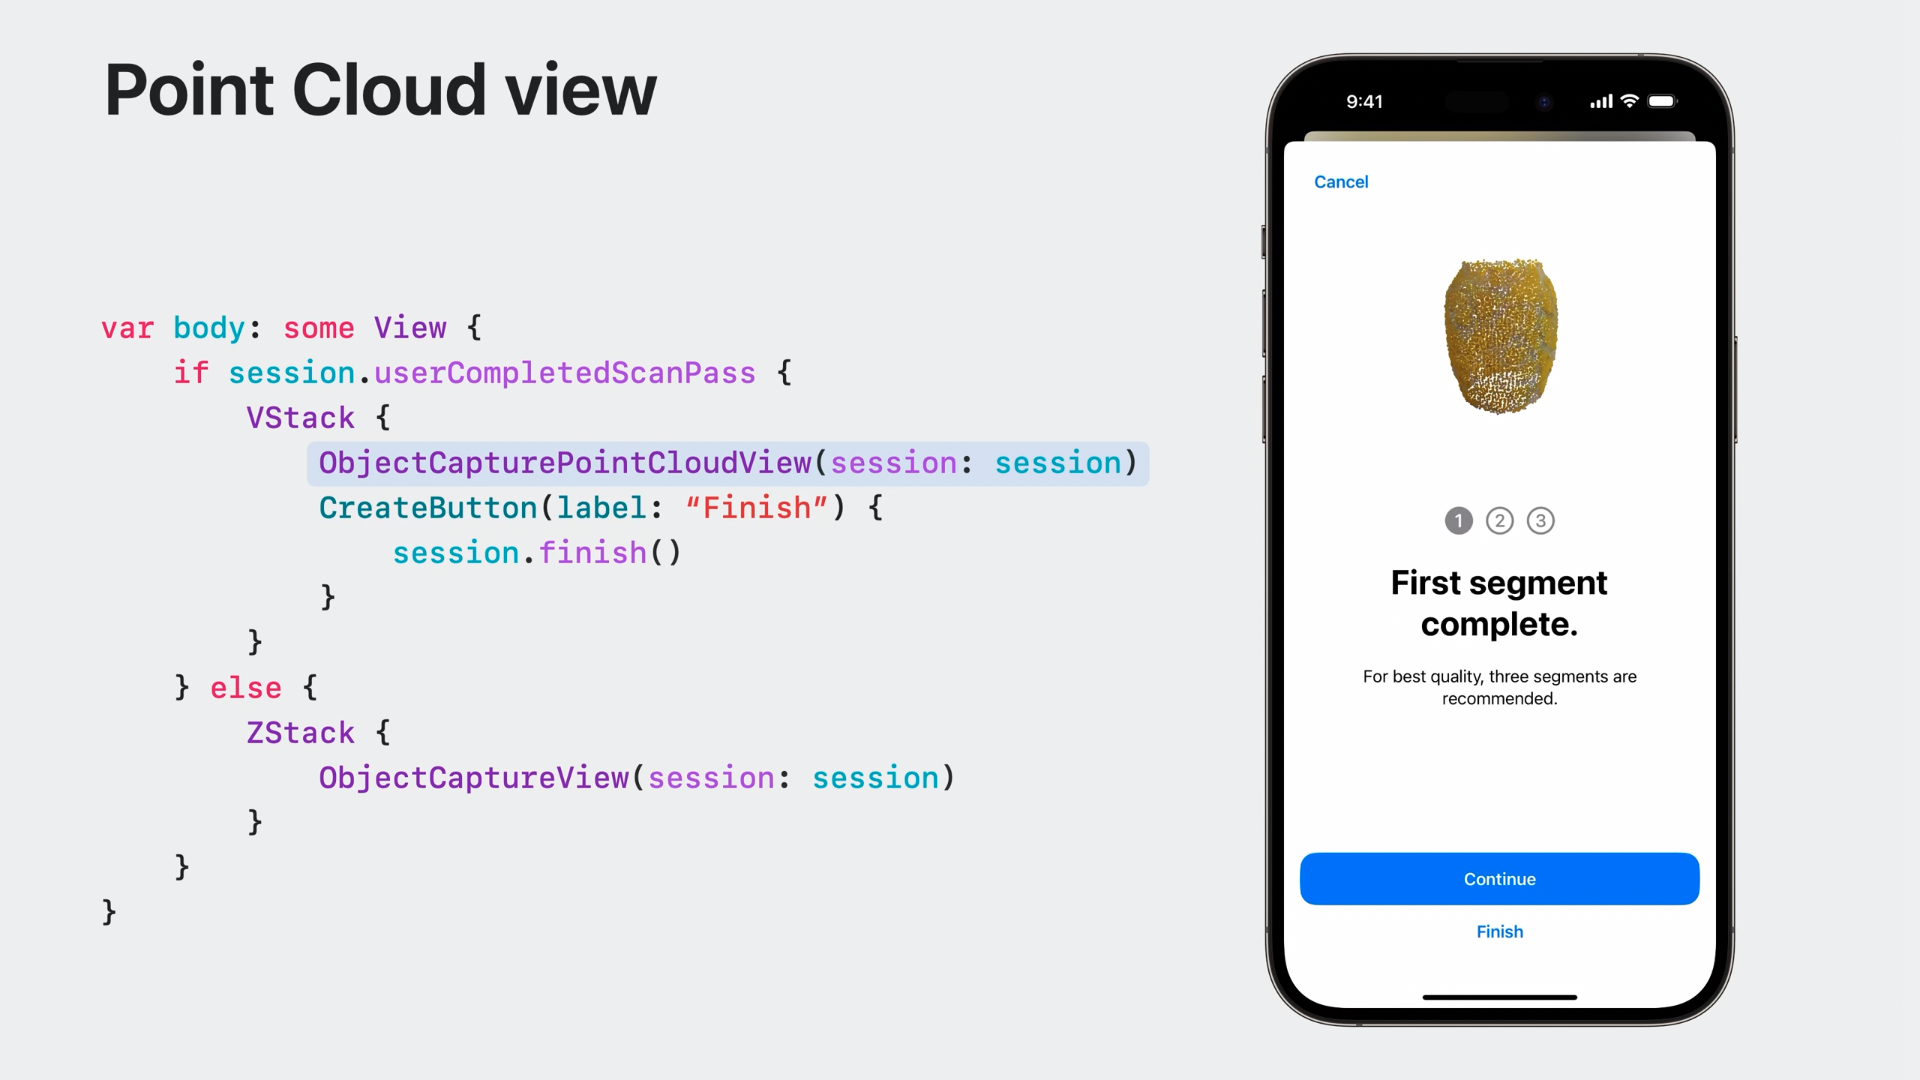 Point Cloud view
var body: some View {
if session.userCompletedScanPass {
VStack {
ObjectCapturePointCloudView(session: session)
CreateButton(label: “Finish”) {
session.finish()
}
}
} else {
ZStack {
ObjectCaptureView(session: session)
}
}
}
9:41
Cancel
1 2 3
First segment
complete.
For best quality, three segments are
recommended.
Continue
Finish